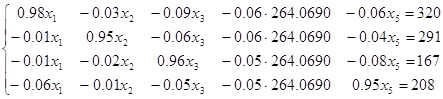 0.98x₁ − 0.03x₂ − 0.09x₃ − 0.06·264.0690 − 0.06x₅ = 320
− 0.01x₁ 0.95x₂ − 0.06x₃ − 0.06·264.0690 − 0.04x₅ = 291
− 0.01x₁ − 0.02x₂ 0.96x₃ − 0.05·264.0690 − 0.08x₅ = 167
− 0.06x₁ − 0.01x₂ − 0.05x₃ − 0.05·264.0690 0.95x₅ = 208